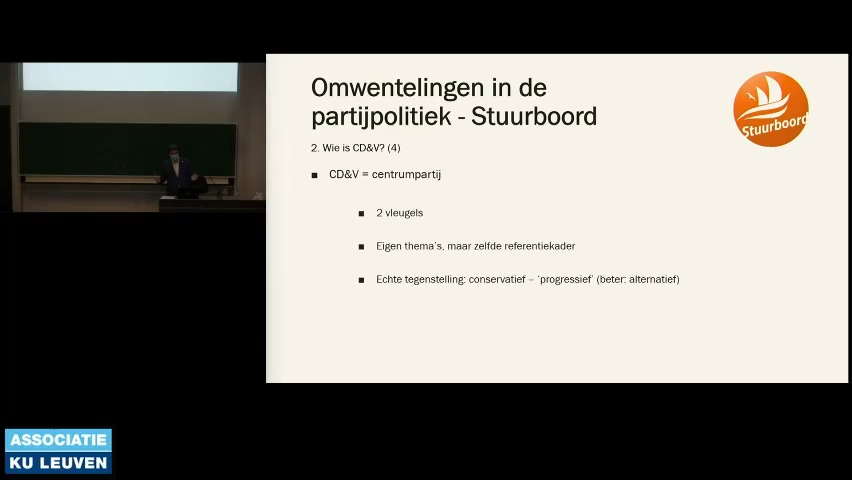 Omwentelingen in de
partijpolitiek - Stuurboord
Stuurboord
2. Wie is CD&V? (4)
■ CD&V = centrumpartij
■ 2 vleugels
■ Eigen thema's, maar zelfde referentiekader
■ Echte tegenstelling: conservatief – 'progressief' (beter: alternatief)
ASSOCIATIE
KU LEUVEN